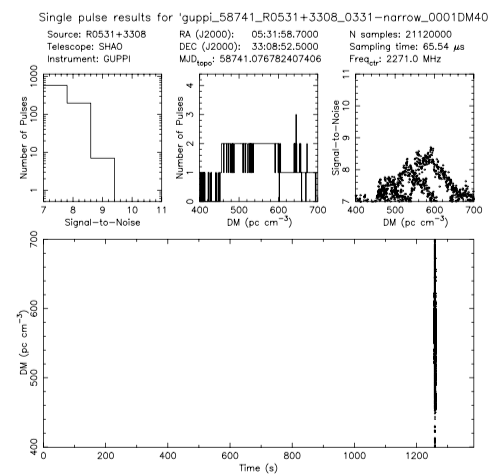 Single pulse results for 'guppi_58741_R0531+3308_0331-narrow_0001DM40
Source: R0531+3308 RA (J2000): 05:31:58.7000 N samples: 21120000
Telescope: SHAO DEC (J2000): 33:08:52.5000 Sampling time: 65.54 μs
Instrument: GUPPI MJD_topo: 58741.076782407406 Freq_ctr: 2271.0 MHz
Number of Pulses
1 10 100 1000
7 8 9 10 11
Signal-to-Noise
Number of Pulses
0 1 2 3 4
400 500 600 700
DM (pc cm⁻³)
Signal-to-Noise
7 8 9 10 11
400 500 600 700
DM (pc cm⁻³)
DM (pc cm⁻³)
400 500 600 700
0 200 400 600 800 1000 1200
Time (s)